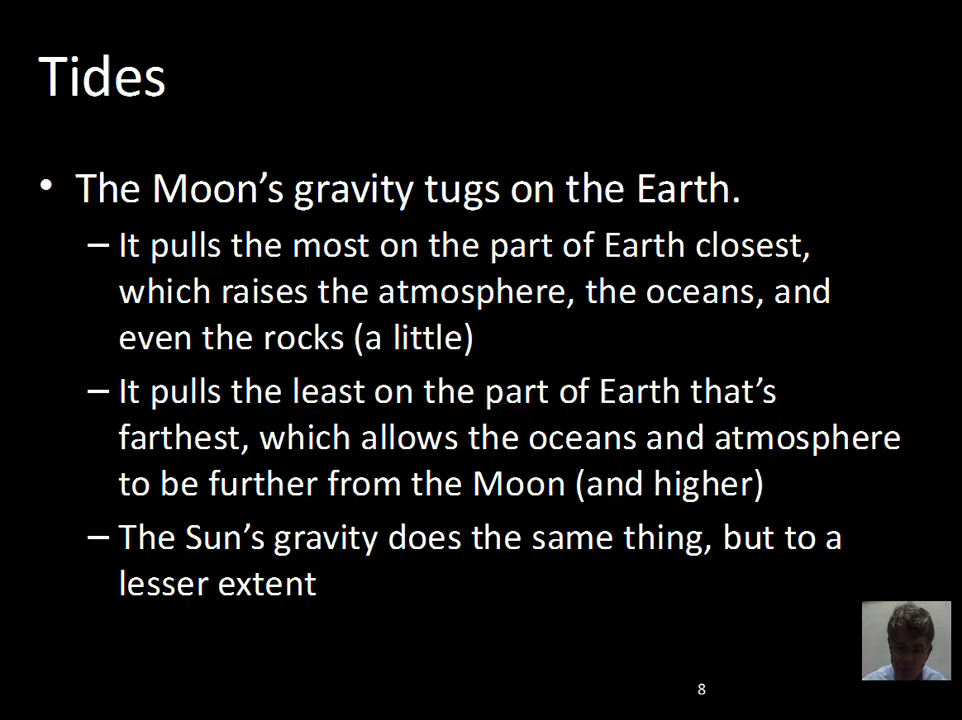 Tides
• The Moon’s gravity tugs on the Earth.
– It pulls the most on the part of Earth closest,
which raises the atmosphere, the oceans, and
even the rocks (a little)
– It pulls the least on the part of Earth that’s
farthest, which allows the oceans and atmosphere
to be further from the Moon (and higher)
– The Sun’s gravity does the same thing, but to a
lesser extent
8